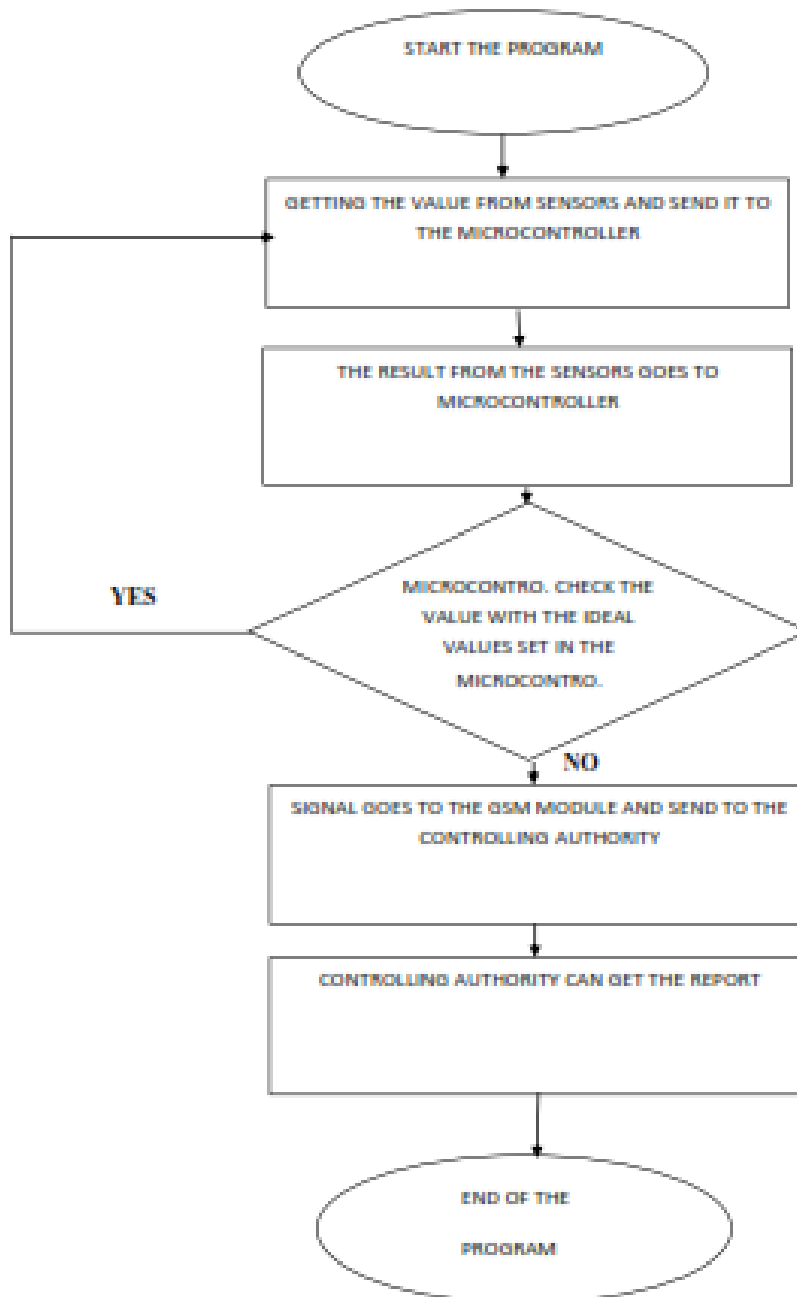 START THE PROGRAM
GETTING THE VALUE FROM SENSORS AND SEND IT TO
THE MICROCONTROLLER
THE RESULT FROM THE SENSORS GOES TO
MICROCONTROLLER
YES
MICROCONTRO. CHECK THE
VALUE WITH THE IDEAL
VALUES SET IN THE
MICROCONTRO.
NO
SIGNAL GOES TO THE GSM MODULE AND SEND TO THE
CONTROLLING AUTHORITY
CONTROLLING AUTHORITY CAN GET THE REPORT
END OF THE
PROGRAM